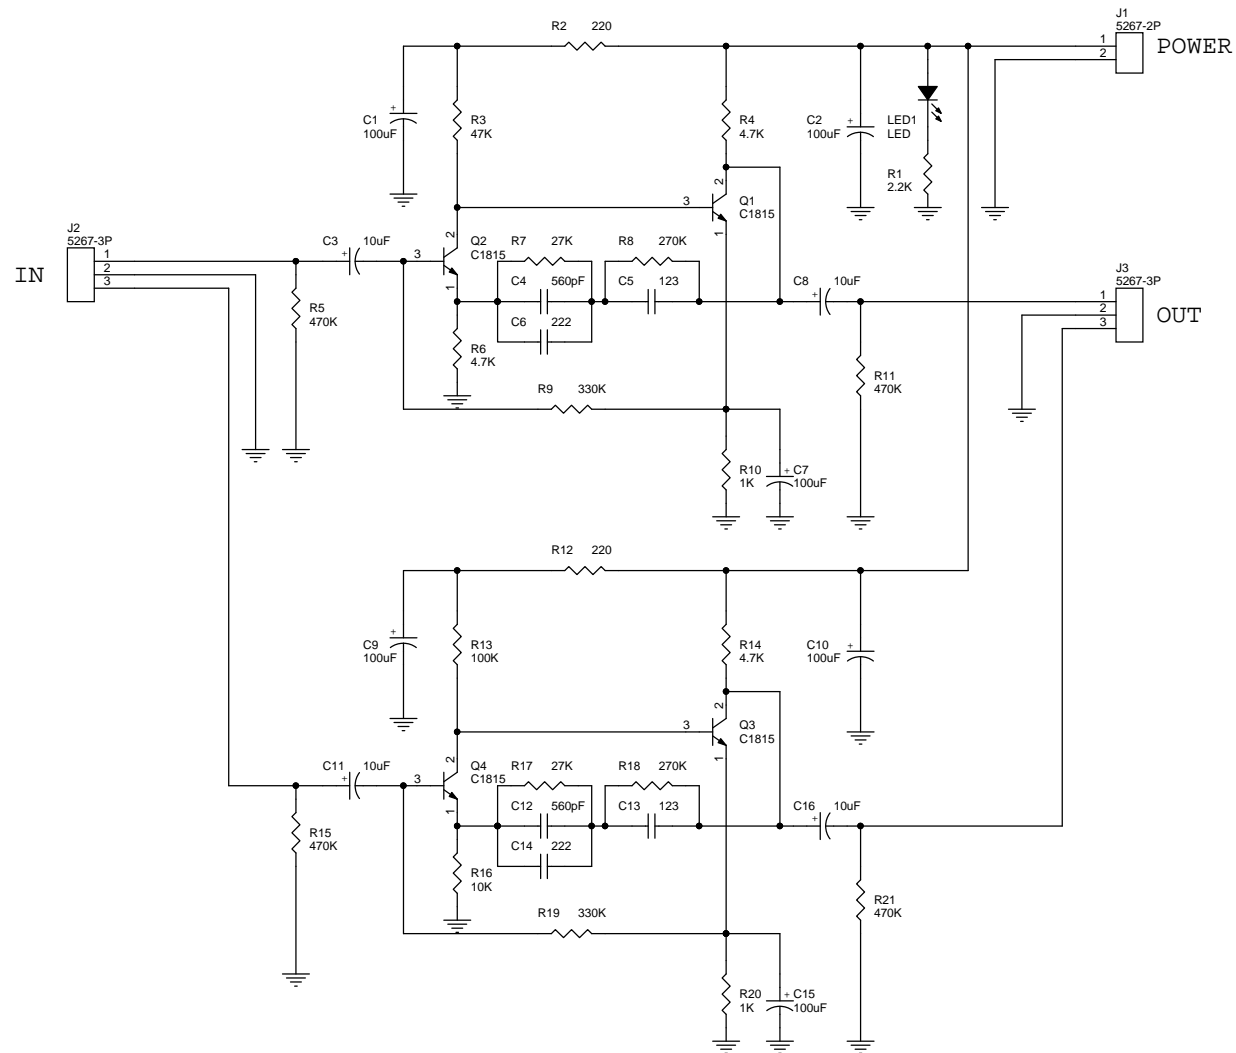 J1
5267-2P
1
2
POWER
R2 220
C1
100uF
+
R3
47K
R4
4.7K
C2
100uF
+
LED1
LED
R1
2.2K
2
3
Q1
C1815
1
J2
5267-3P
1
2
3
IN
C3 10uF
+
2
3
Q2
C1815
1
R7 27K
R8 270K
C4 560pF
C5 123
C6 222
C8 10uF
+
J3
5267-3P
1
2
3
OUT
R5
470K
R6
4.7K
R11
470K
R9 330K
R10
1K
+
C7
100uF
R12 220
C9
100uF
+
R13
100K
R14
4.7K
C10
100uF
+
2
3
Q3
C1815
1
C11 10uF
+
2
3
Q4
C1815
1
R17 27K
R18 270K
C12 560pF
C13 123
C14 222
C16 10uF
+
R15
470K
R16
10K
R21
470K
R19 330K
R20
1K
+
C15
100uF